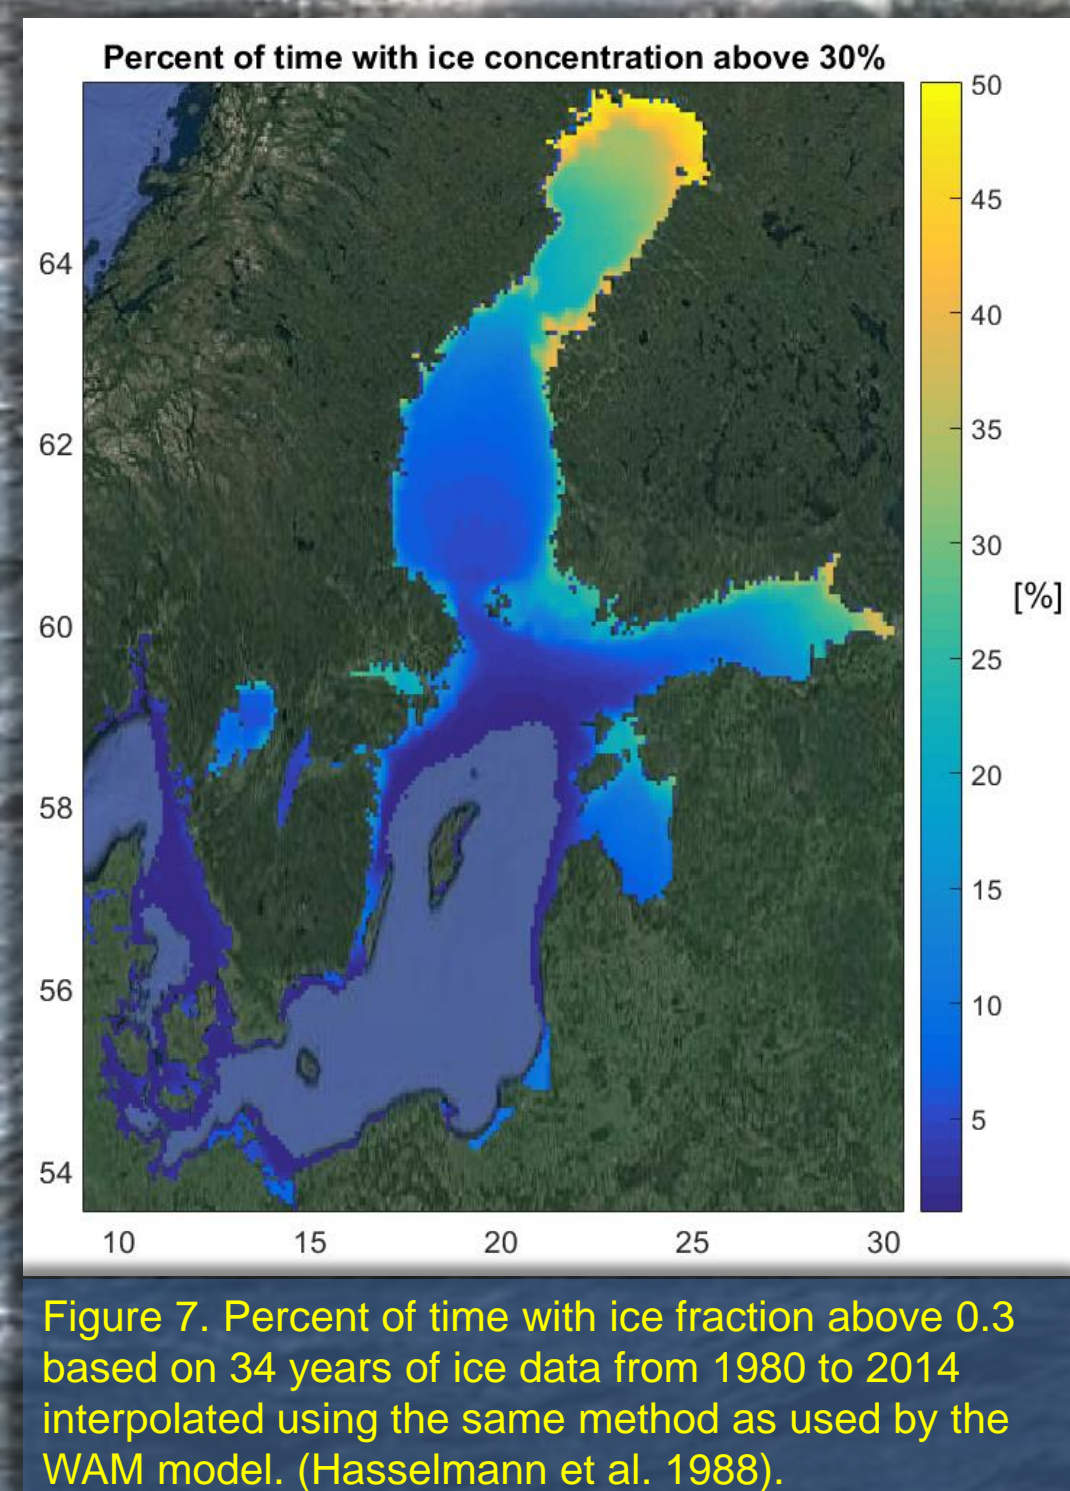 Percent of time with ice concentration above 30%
50
45
40
35
30
25
20
15
10
5
[%]
64
62
60
58
56
54
10 15 20 25 30
Figure 7. Percent of time with ice fraction above 0.3
based on 34 years of ice data from 1980 to 2014
interpolated using the same method as used by the
WAM model. (Hasselmann et al. 1988).